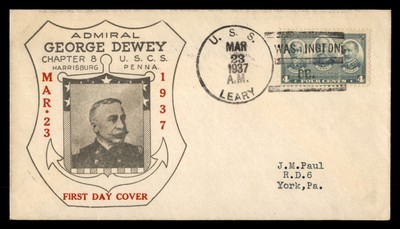 ADMIRAL
GEORGE DEWEY
CHAPTER 8 U.S.C.S.
HARRISBURG PENNA.
MAR·23
1937
FIRST DAY COVER
U. S. S.
MAR
23
1937
A.M.
LEARY
WASHINGTON
DC.
4 FOUR CENTS 4
J.M.Paul
R.D.6
York,Pa.